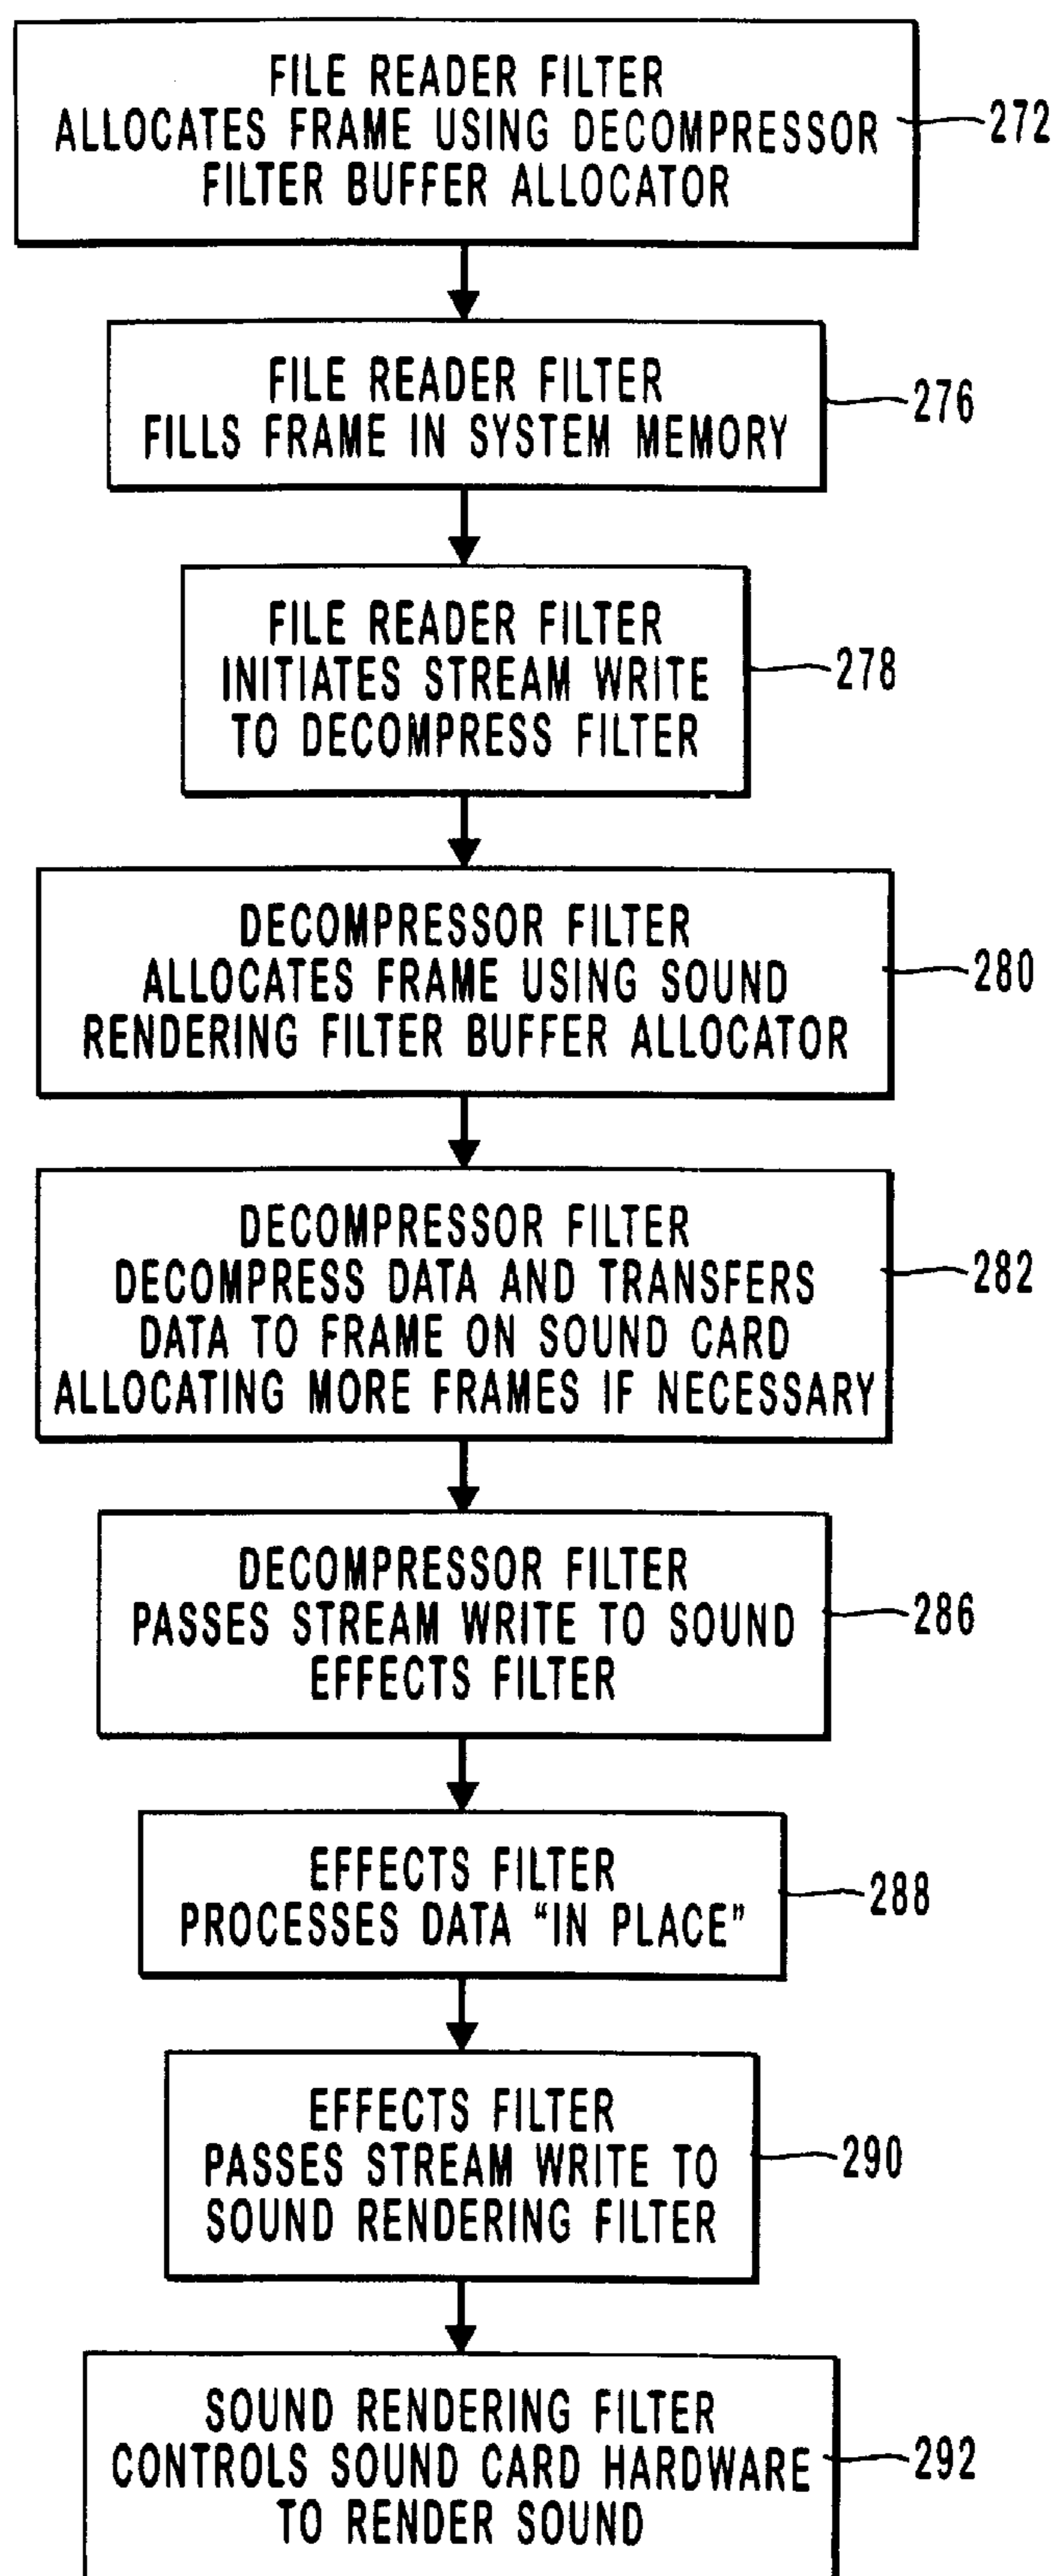 FILE READER FILTER
ALLOCATES FRAME USING DECOMPRESSOR
FILTER BUFFER ALLOCATOR
272
FILE READER FILTER
FILLS FRAME IN SYSTEM MEMORY
276
FILE READER FILTER
INITIATES STREAM WRITE
TO DECOMPRESS FILTER
278
DECOMPRESSOR FILTER
ALLOCATES FRAME USING SOUND
RENDERING FILTER BUFFER ALLOCATOR
280
DECOMPRESSOR FILTER
DECOMPRESS DATA AND TRANSFERS
DATA TO FRAME ON SOUND CARD
ALLOCATING MORE FRAMES IF NECESSARY
282
DECOMPRESSOR FILTER
PASSES STREAM WRITE TO SOUND
EFFECTS FILTER
286
EFFECTS FILTER
PROCESSES DATA “IN PLACE”
288
EFFECTS FILTER
PASSES STREAM WRITE TO
SOUND RENDERING FILTER
290
SOUND RENDERING FILTER
CONTROLS SOUND CARD HARDWARE
TO RENDER SOUND
292